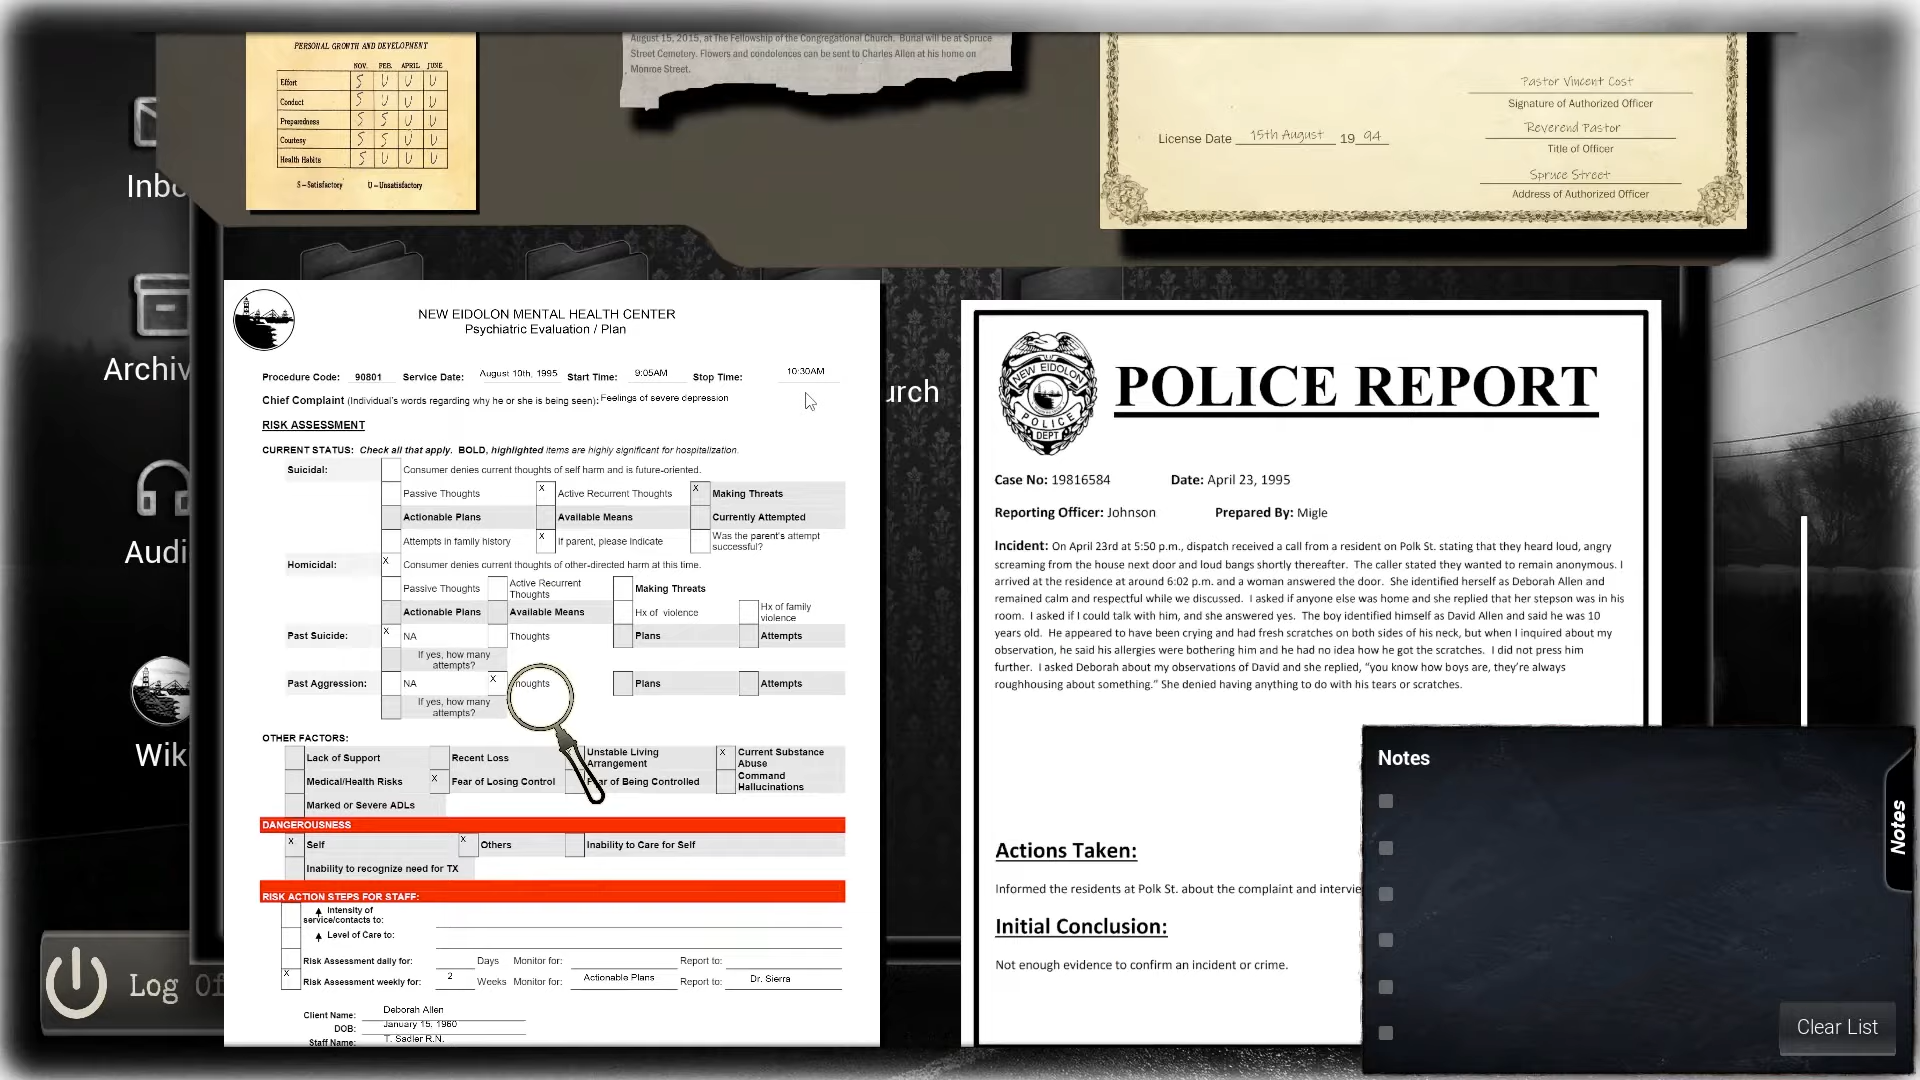 PERSONAL GROWTH AND DEVELOPMENT
NOV. FEB. APRIL JUNE
Effort S U U U
Conduct S U U U
Preparedness S S U U
Courtesy S S U U
Health Habits S U U U
S – Satisfactory U – Unsatisfactory
August 15, 2015, at The Fellowship of the Congregational Church. Burial will be at Spruce
Street Cemetory. Flowers and condolences can be sent to Charles Allen at his home on
Monroe Street.
Pastor Vincent Cost
Signature of Authorized Officer
Reverend Pastor
Title of Officer
License Date 15th August 19 94
Spruce Street
Address of Authorized Officer
Inbo
Archiv
Audi
Wik
Log Of
urch
NEW EIDOLON MENTAL HEALTH CENTER
Psychiatric Evaluation / Plan
Procedure Code: 90801 Service Date: August 10th, 1995 Start Time: 9:05AM Stop Time: 10:30AM
Chief Complaint (Individual's words regarding why he or she is being seen): Feelings of severe depression
RISK ASSESSMENT
CURRENT STATUS: Check all that apply. BOLD, highlighted items are highly significant for hospitalization.
Suicidal: Consumer denies current thoughts of self harm and is future-oriented.
Passive Thoughts X Active Recurrent Thoughts X Making Threats
Actionable Plans Available Means Currently Attempted
Attempts in family history X If parent, please indicate Was the parent's attempt
successful?
Homicidal: X Consumer denies current thoughts of other-directed harm at this time.
Passive Thoughts Active Recurrent
Thoughts Making Threats
Actionable Plans Available Means Hx of violence Hx of family
violence
Past Suicide: X NA Thoughts Plans Attempts
If yes, how many
attempts?
Past Aggression: NA X houghts Plans Attempts
If yes, how many
attempts?
OTHER FACTORS:
Lack of Support Recent Loss Unstable Living
Arrangement X Current Substance
Abuse
Medical/Health Risks X Fear of Losing Control Fear of Being Controlled Command
Hallucinations
Marked or Severe ADLs
DANGEROUSNESS
X Self X Others Inability to Care for Self
Inability to recognize need for TX
RISK ACTION STEPS FOR STAFF:
Intensity of
service/contacts to:
Level of Care to:
Risk Assessment daily for: Days Monitor for: Report to:
X Risk Assessment weekly for: 2 Weeks Monitor for: Actionable Plans Report to: Dr. Sierra
Client Name: Deborah Allen
DOB: January 15, 1960
Staff Name: T. Sadler R.N.
NEW EIDOLON
POLICE
DEPT
POLICE REPORT
Case No: 19816584 Date: April 23, 1995
Reporting Officer: Johnson Prepared By: Migle
Incident: On April 23rd at 5:50 p.m., dispatch received a call from a resident on Polk St. stating that they heard loud, angry
screaming from the house next door and loud bangs shortly thereafter. The caller stated they wanted to remain anonymous. I
arrived at the residence at around 6:02 p.m. and a woman answered the door. She identified herself as Deborah Allen and
remained calm and respectful while we discussed. I asked if anyone else was home and she replied that her stepson was in his
room. I asked if I could talk with him, and she answered yes. The boy identified himself as David Allen and said he was 10
years old. He appeared to have been crying and had fresh scratches on both sides of his neck, but when I inquired about my
observation, he said his allergies were bothering him and he had no idea how he got the scratches. I did not press him
further. I asked Deborah about my observations of David and she replied, “you know how boys are, they’re always
roughhousing about something.” She denied having anything to do with his tears or scratches.
Actions Taken:
Informed the residents at Polk St. about the complaint and intervie
Initial Conclusion:
Not enough evidence to confirm an incident or crime.
Notes
Notes
Clear List